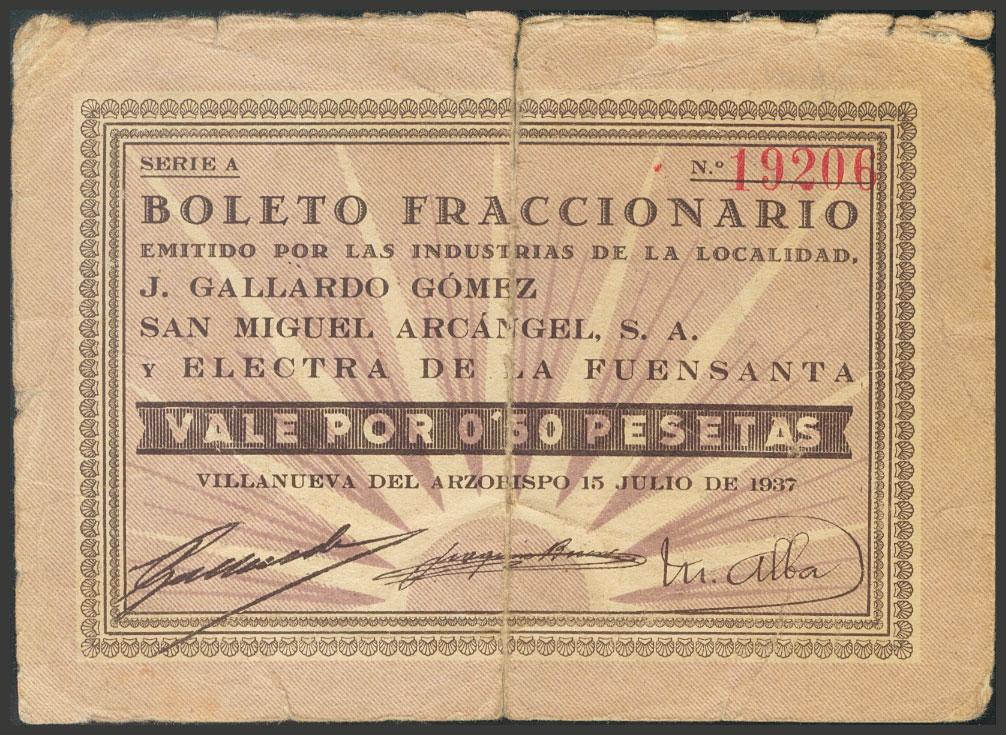 SERIE A
N.º 19206
BOLETO FRACCIONARIO
EMITIDO POR LAS INDUSTRIAS DE LA LOCALIDAD,
J. GALLARDO GÓMEZ
SAN MIGUEL ARCÁNGEL, S. A.
Y ELECTRA DE LA FUENSANTA
VALE POR 0'50 PESETAS
VILLANUEVA DEL ARZOBISPO 15 JULIO DE 1937
M. Alba